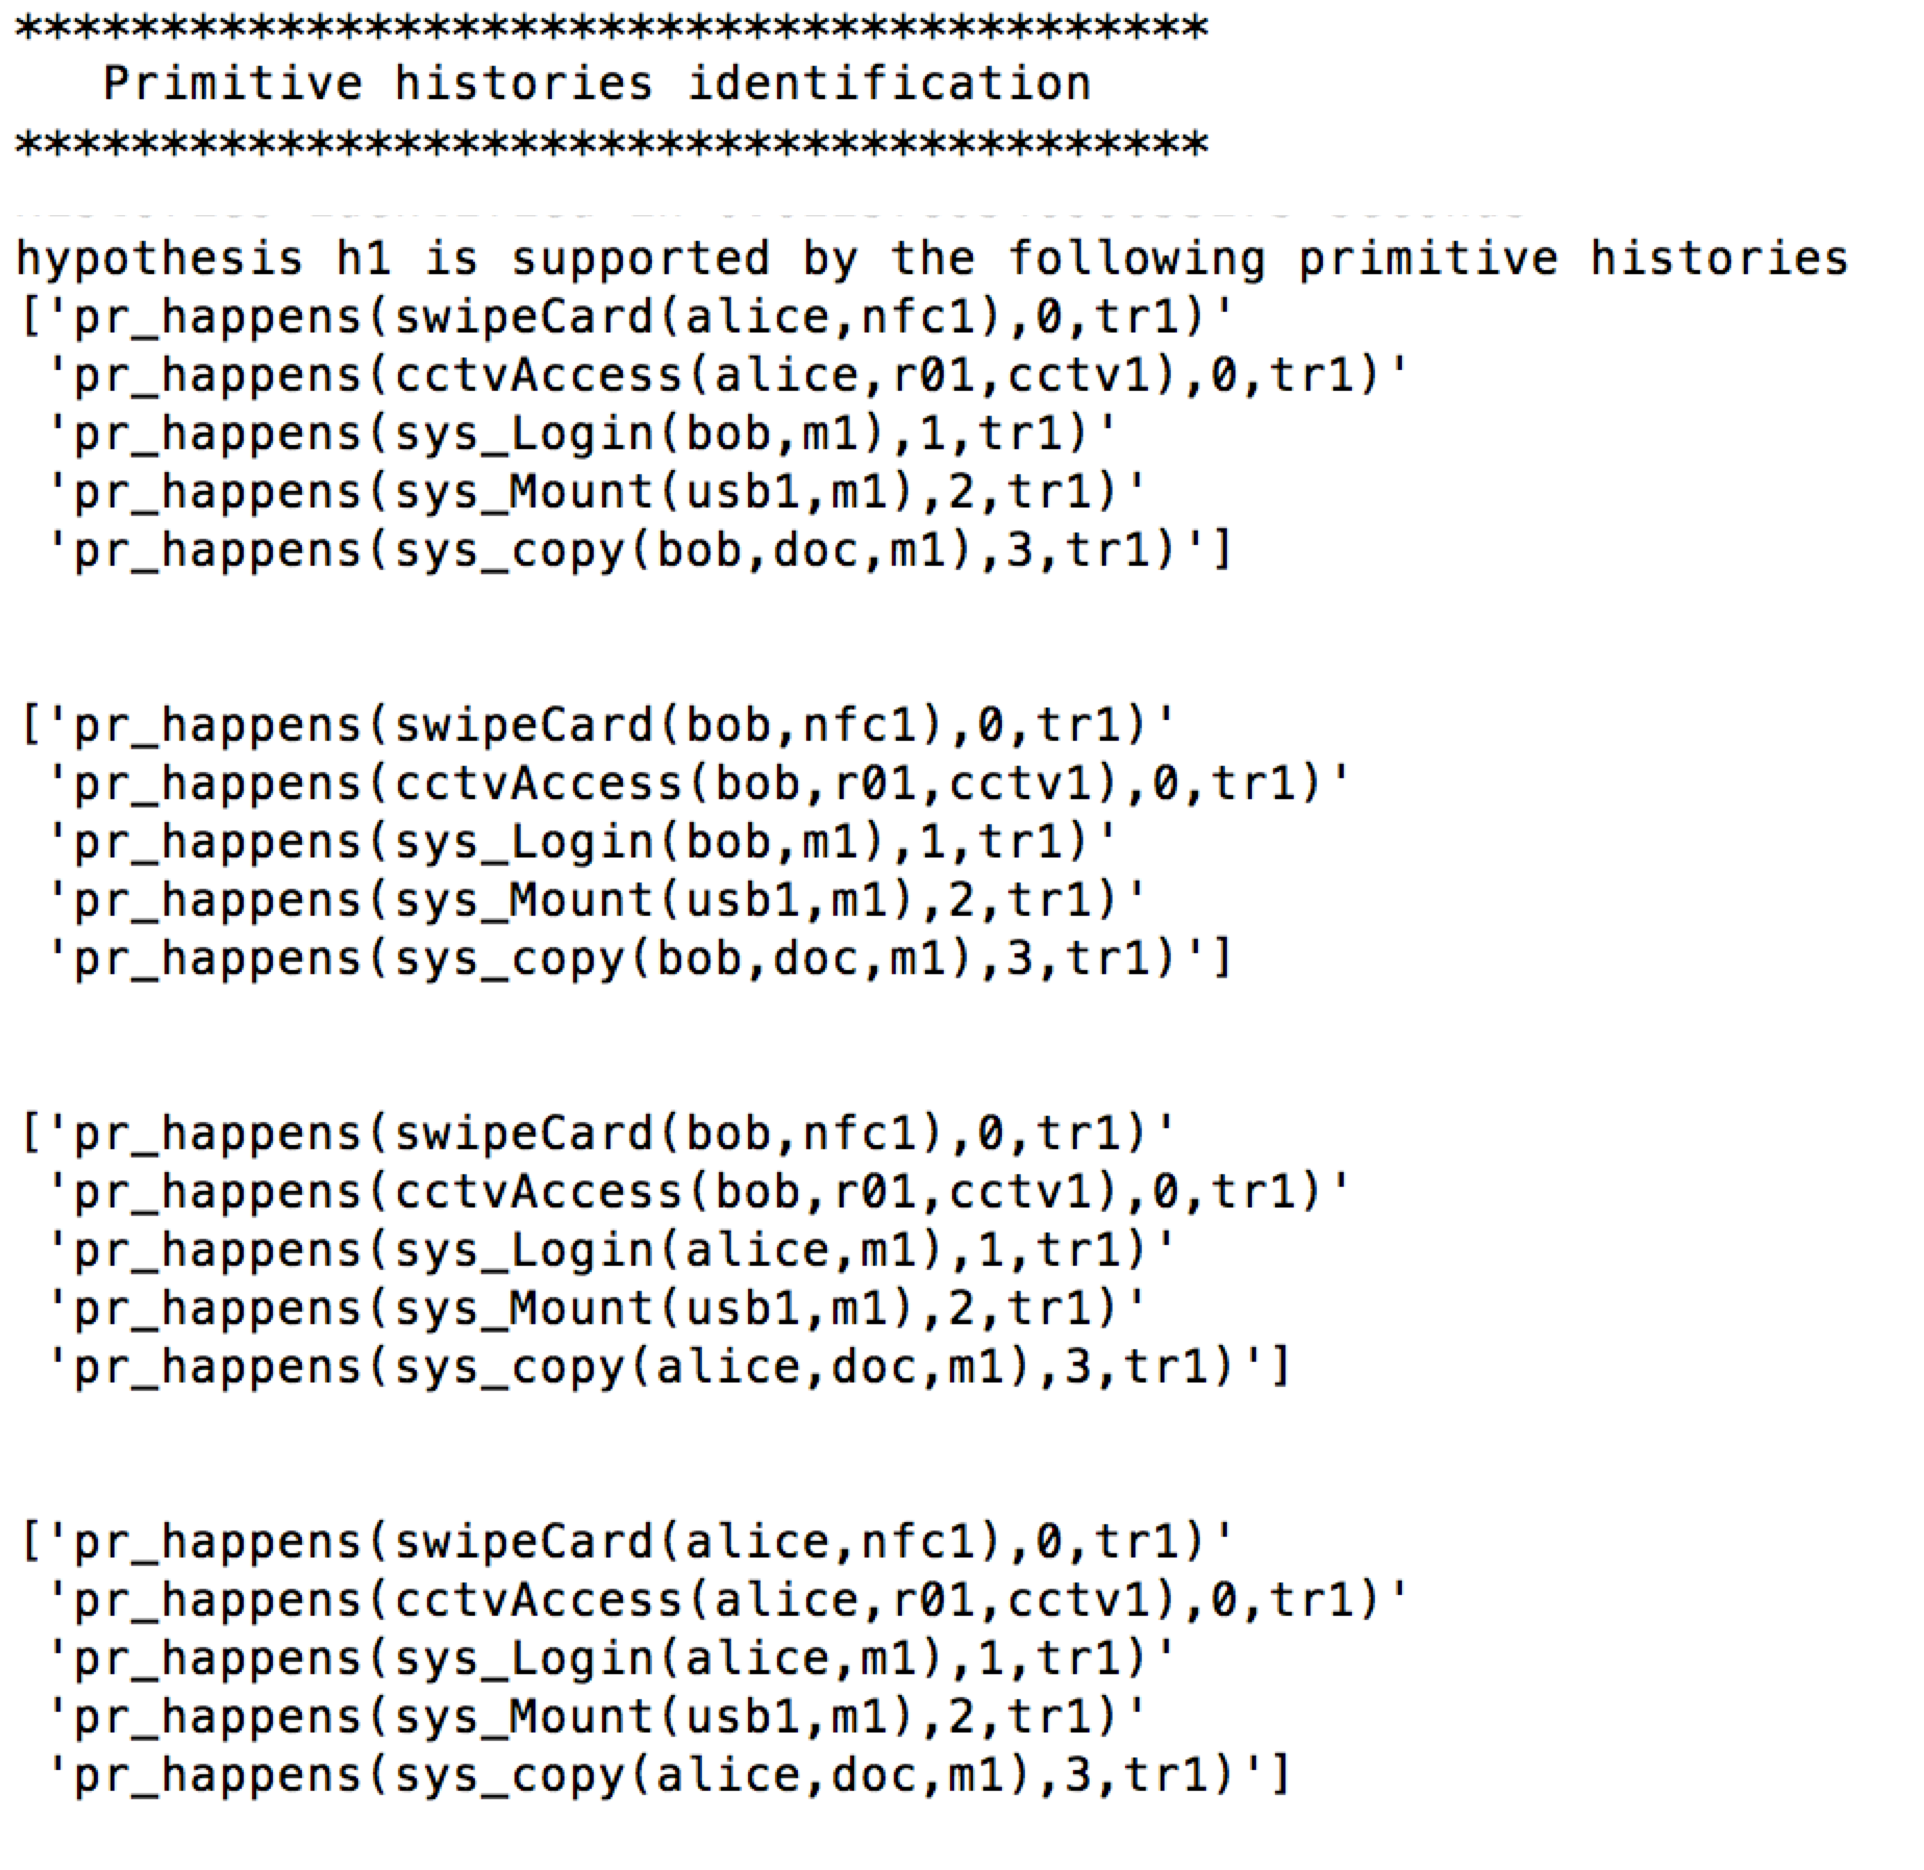 *****************************************
Primitive histories identification
*****************************************
hypothesis h1 is supported by the following primitive histories
['pr_happens(swipeCard(alice,nfc1),0,tr1)'
'pr_happens(cctvAccess(alice,r01,cctv1),0,tr1)'
'pr_happens(sys_Login(bob,m1),1,tr1)'
'pr_happens(sys_Mount(usb1,m1),2,tr1)'
'pr_happens(sys_copy(bob,doc,m1),3,tr1)']
['pr_happens(swipeCard(bob,nfc1),0,tr1)'
'pr_happens(cctvAccess(bob,r01,cctv1),0,tr1)'
'pr_happens(sys_Login(bob,m1),1,tr1)'
'pr_happens(sys_Mount(usb1,m1),2,tr1)'
'pr_happens(sys_copy(bob,doc,m1),3,tr1)']
['pr_happens(swipeCard(bob,nfc1),0,tr1)'
'pr_happens(cctvAccess(bob,r01,cctv1),0,tr1)'
'pr_happens(sys_Login(alice,m1),1,tr1)'
'pr_happens(sys_Mount(usb1,m1),2,tr1)'
'pr_happens(sys_copy(alice,doc,m1),3,tr1)']
['pr_happens(swipeCard(alice,nfc1),0,tr1)'
'pr_happens(cctvAccess(alice,r01,cctv1),0,tr1)'
'pr_happens(sys_Login(alice,m1),1,tr1)'
'pr_happens(sys_Mount(usb1,m1),2,tr1)'
'pr_happens(sys_copy(alice,doc,m1),3,tr1)']